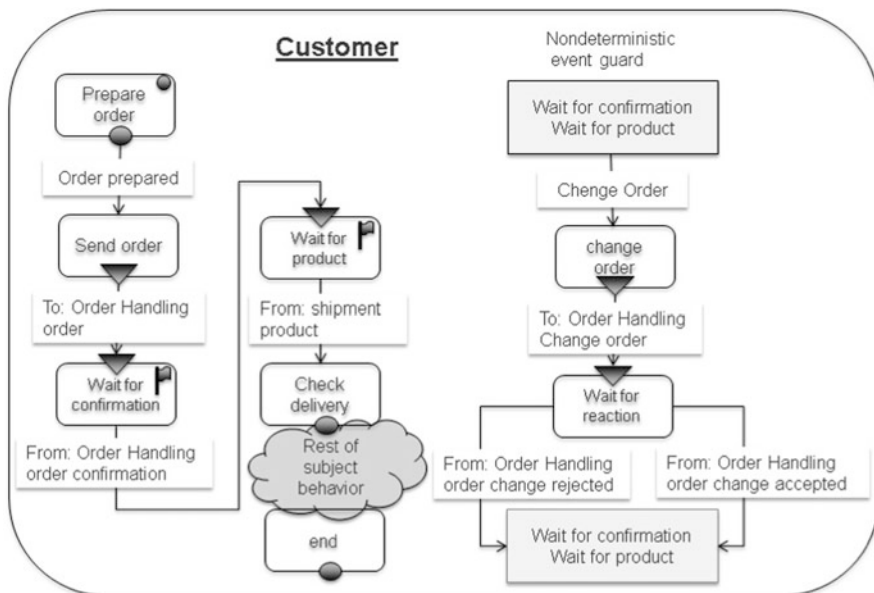 Customer
Nondeterministic
event guard
Prepare
order
Order prepared
Send order
To: Order Handling
order
Wait for
confirmation
From: Order Handling
order confirmation
Wait for
product
From: shipment
product
Check
delivery
Rest of
subject
behavior
end
Wait for confirmation
Wait for product
Chenge Order
change
order
To: Order Handling
Change order
Wait for
reaction
From: Order Handling
order change rejected
From: Order Handling
order change accepted
Wait for confirmation
Wait for product